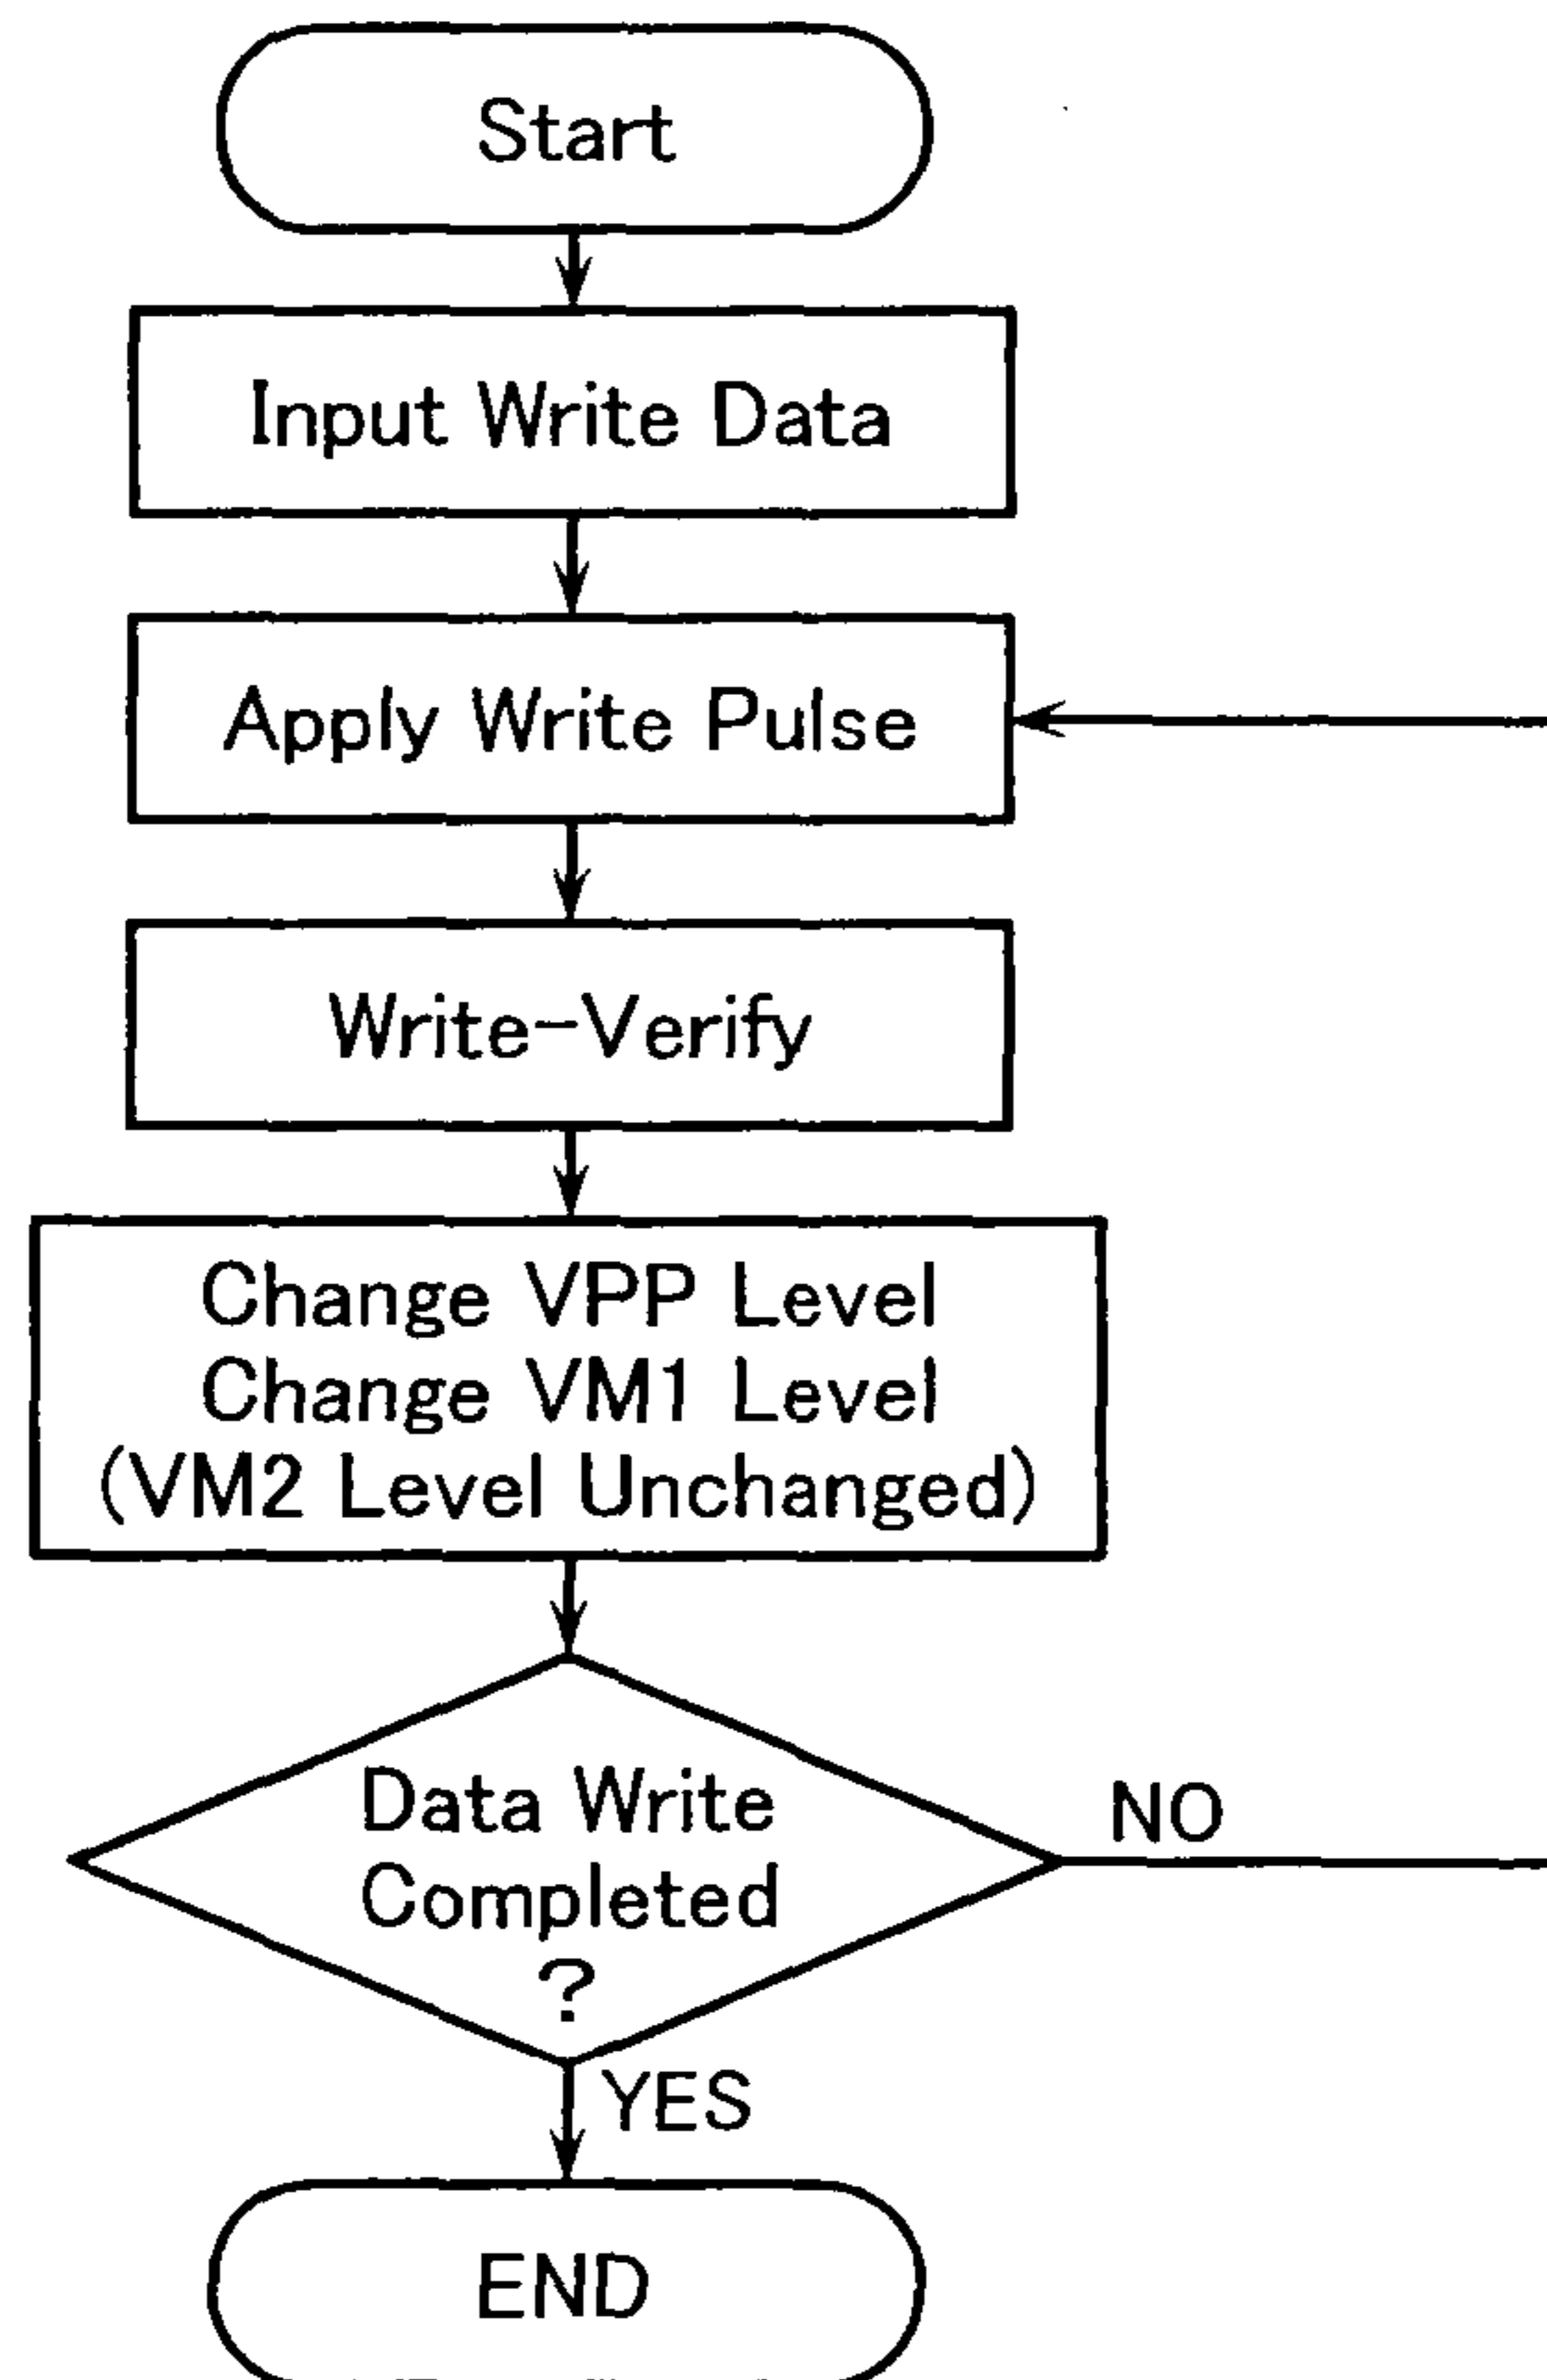 Start
Input Write Data
Apply Write Pulse
Write-Verify
Change VPP Level
Change VM1 Level
(VM2 Level Unchanged)
Data Write
Completed
?
NO
YES
END